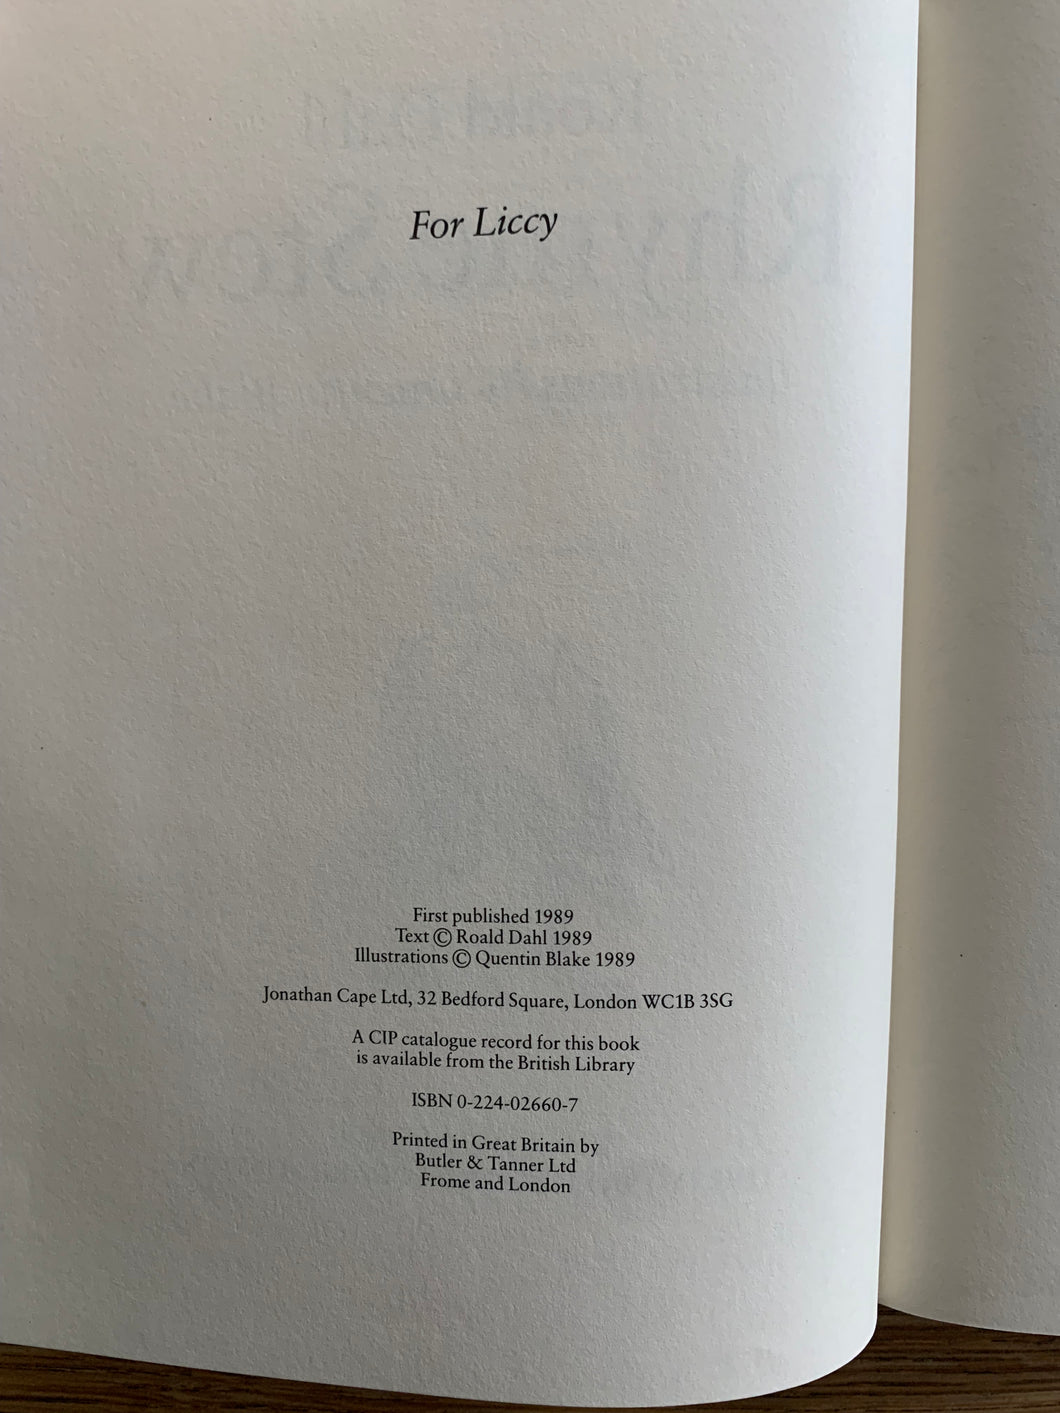 For Liccy
First published 1989
Text © Roald Dahl 1989
Illustrations © Quentin Blake 1989
Jonathan Cape Ltd, 32 Bedford Square, London WC1B 3SG
A CIP catalogue record for this book
is available from the British Library
ISBN 0-224-02660-7
Printed in Great Britain by
Butler & Tanner Ltd
Frome and London